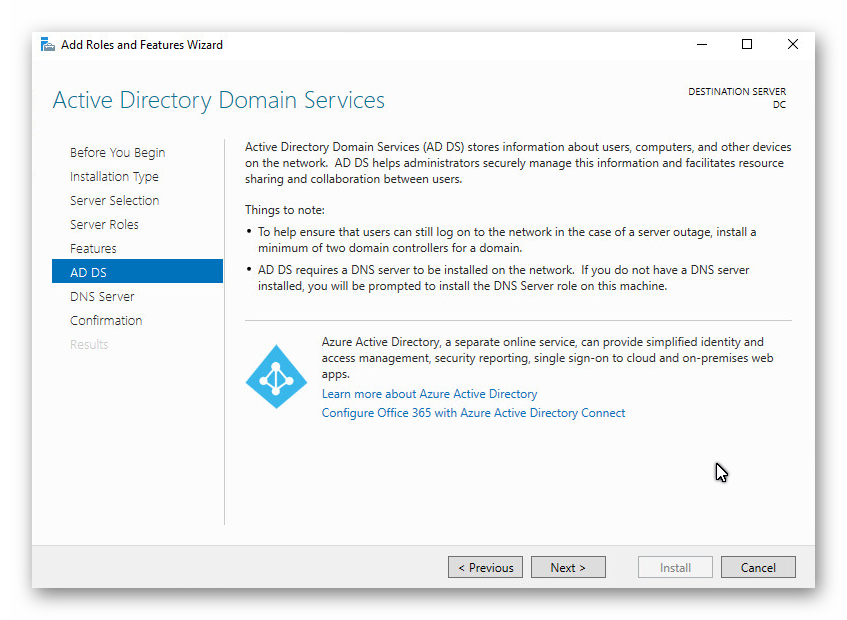 Add Roles and Features Wizard
Active Directory Domain Services
DESTINATION SERVER
DC
Before You Begin
Installation Type
Server Selection
Server Roles
Features
AD DS
DNS Server
Confirmation
Results
Active Directory Domain Services (AD DS) stores information about users, computers, and other devices
on the network.  AD DS helps administrators securely manage this information and facilitates resource
sharing and collaboration between users.
Things to note:
• To help ensure that users can still log on to the network in the case of a server outage, install a
minimum of two domain controllers for a domain.
• AD DS requires a DNS server to be installed on the network.  If you do not have a DNS server
installed, you will be prompted to install the DNS Server role on this machine.
Azure Active Directory, a separate online service, can provide simplified identity and
access management, security reporting, single sign-on to cloud and on-premises web
apps.
Learn more about Azure Active Directory
Configure Office 365 with Azure Active Directory Connect
< Previous
Next >
Install
Cancel